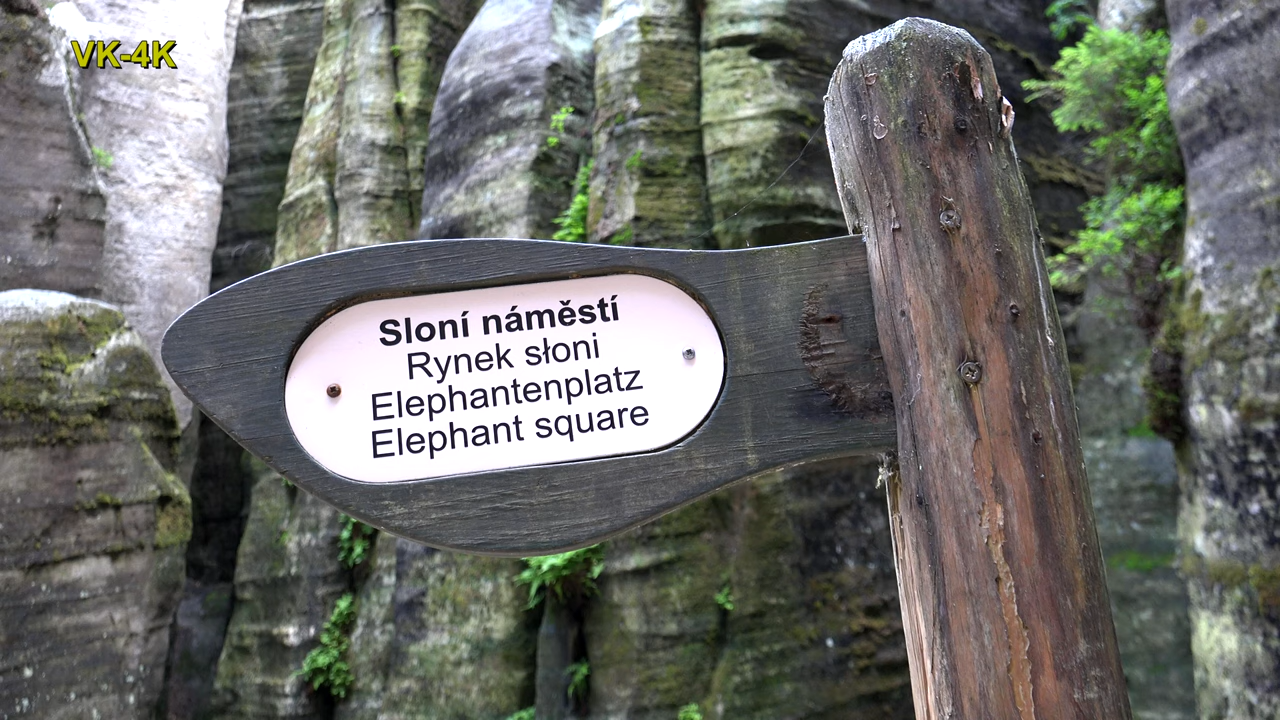 VK-4K
Sloní náměstí
Rynek słoni
Elephantenplatz
Elephant square